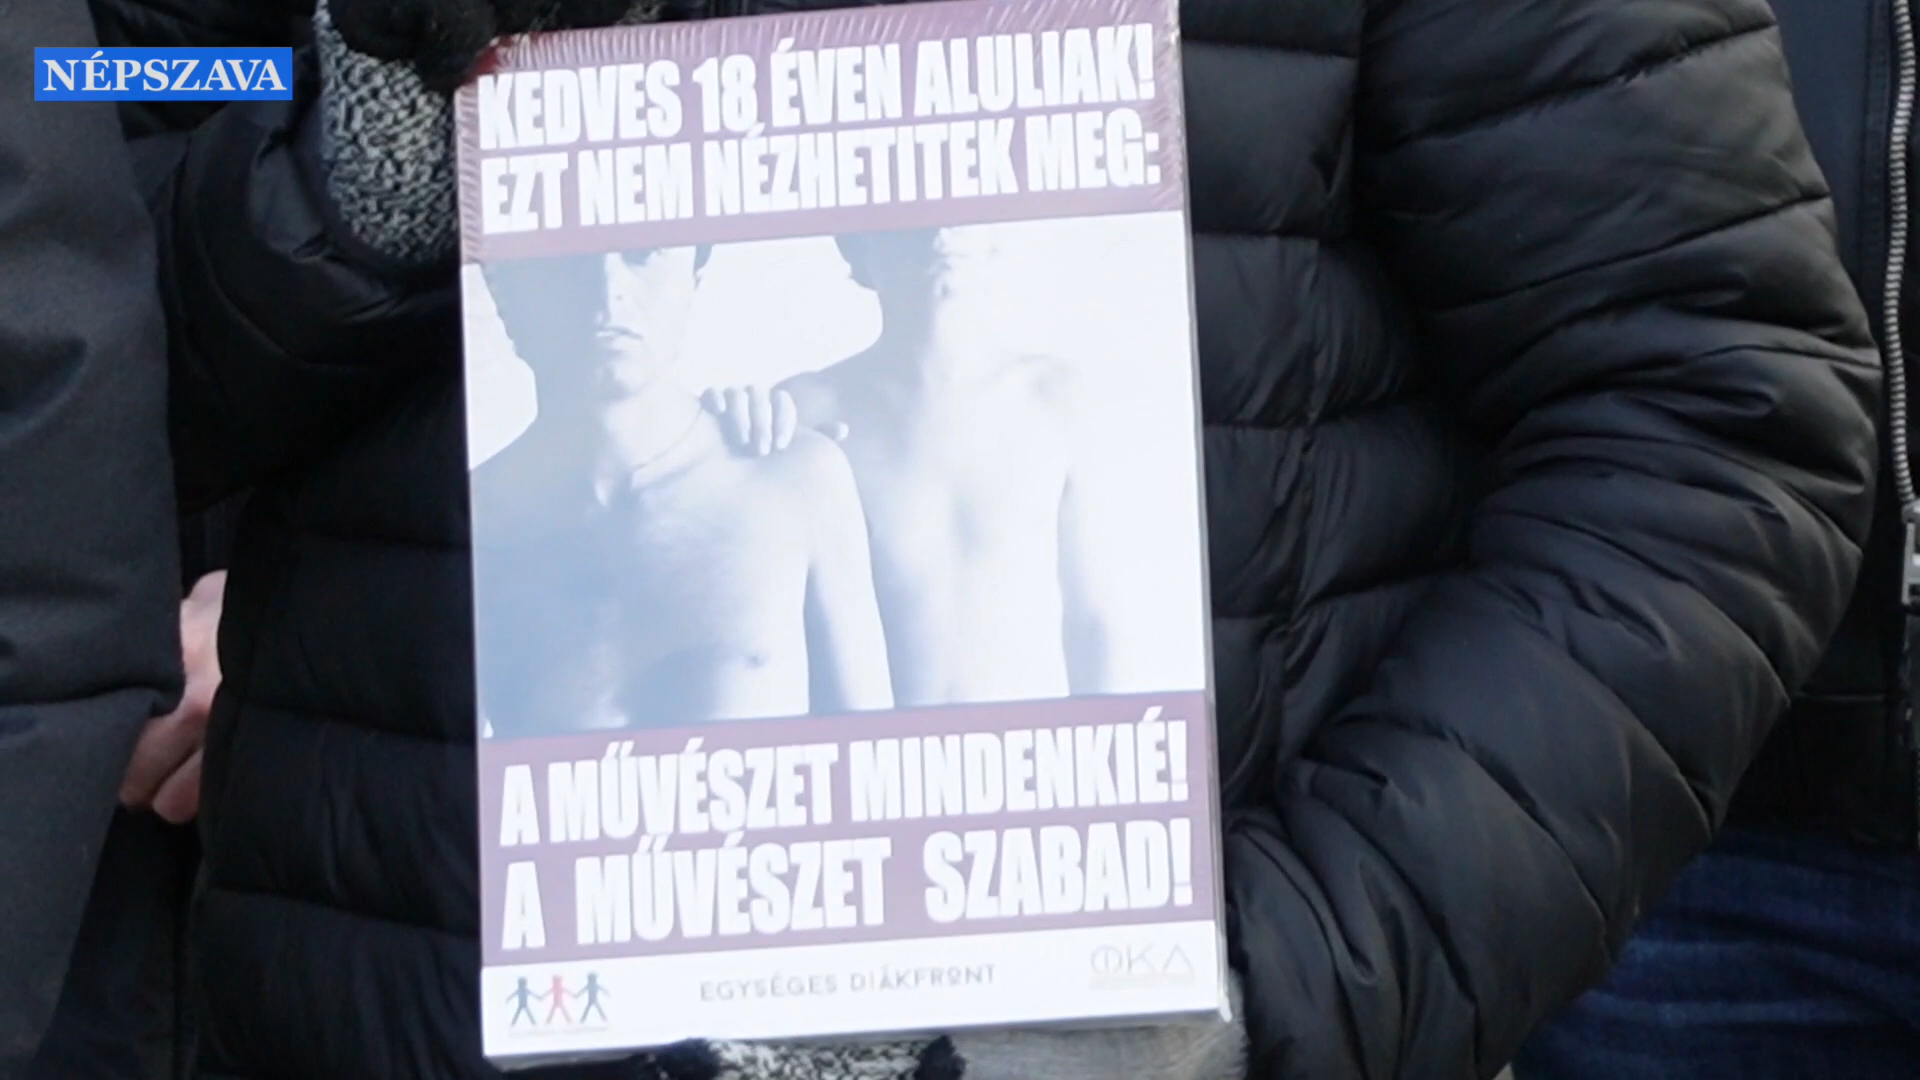 NÉPSZAVA
KEDVES 18 ÉVEN ALULIAK!
EZT NEM NÉZHETITEK MEG:
A MŰVÉSZET MINDENKIÉ!
A MŰVÉSZET SZABAD!
EGYSÉGES DIÁKFRONT